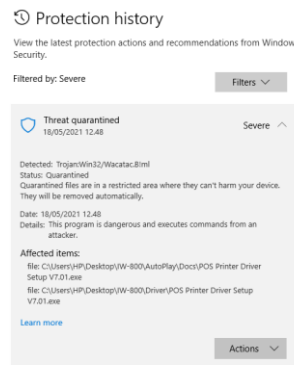 Protection history
View the latest protection actions and recommendations from Window
Security.
Filtered by: Severe
Filters
Threat quarantined
18/05/2021 12.48
Severe
Detected: Trojan:Win32/Wacatac.B!ml
Status: Quarantined
Quarantined files are in a restricted area where they can't harm your device.
They will be removed automatically.
Date: 18/05/2021 12.48
Details: This program is dangerous and executes commands from an
attacker.
Affected items:
file: C:\Users\HP\Desktop\IW-800\AutoPlay\Docs\POS Printer Driver
Setup V7.01.exe
file: C:\Users\HP\Desktop\IW-800\Driver\POS Printer Driver Setup
V7.01.exe
Learn more
Actions